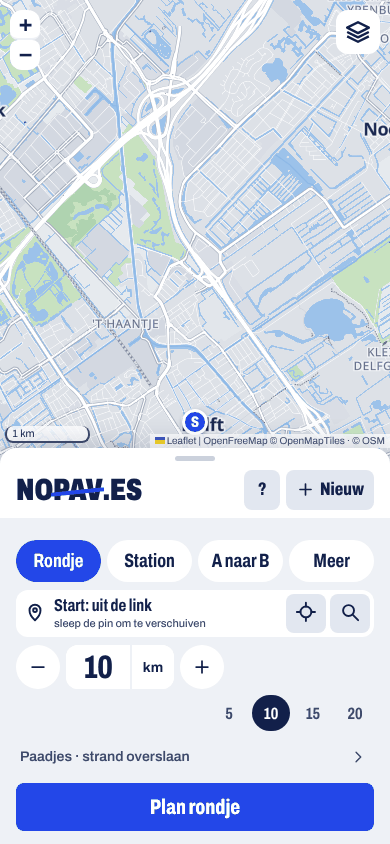 +
−
YPENBU
k
Noo
'T HAANTJE
KLE
DELFG
S
lft
1 km
Leaflet | OpenFreeMap © OpenMapTiles · © OSM
NOPAV.ES
?
+ Nieuw
Rondje
Station
A naar B
Meer
Start: uit de link
sleep de pin om te verschuiven
−
10
km
+
5
10
15
20
Paadjes · strand overslaan
Plan rondje